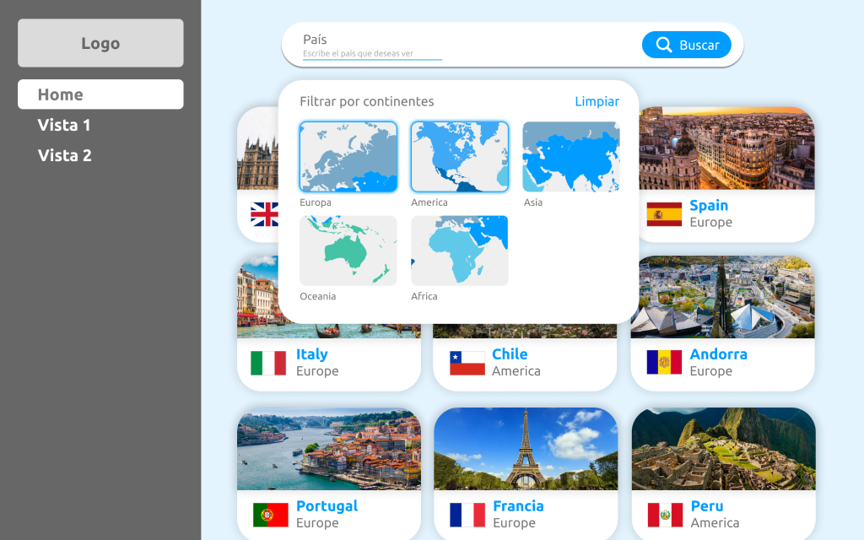 Logo
Home
Vista 1
Vista 2
País
Escribe el país que deseas ver
Buscar
Filtrar por continentes
Limpiar
Europa
America
Asia
Oceania
Africa
Spain
Europe
Italy
Europe
Chile
America
Andorra
Europe
Portugal
Europe
Francia
Europe
Peru
America